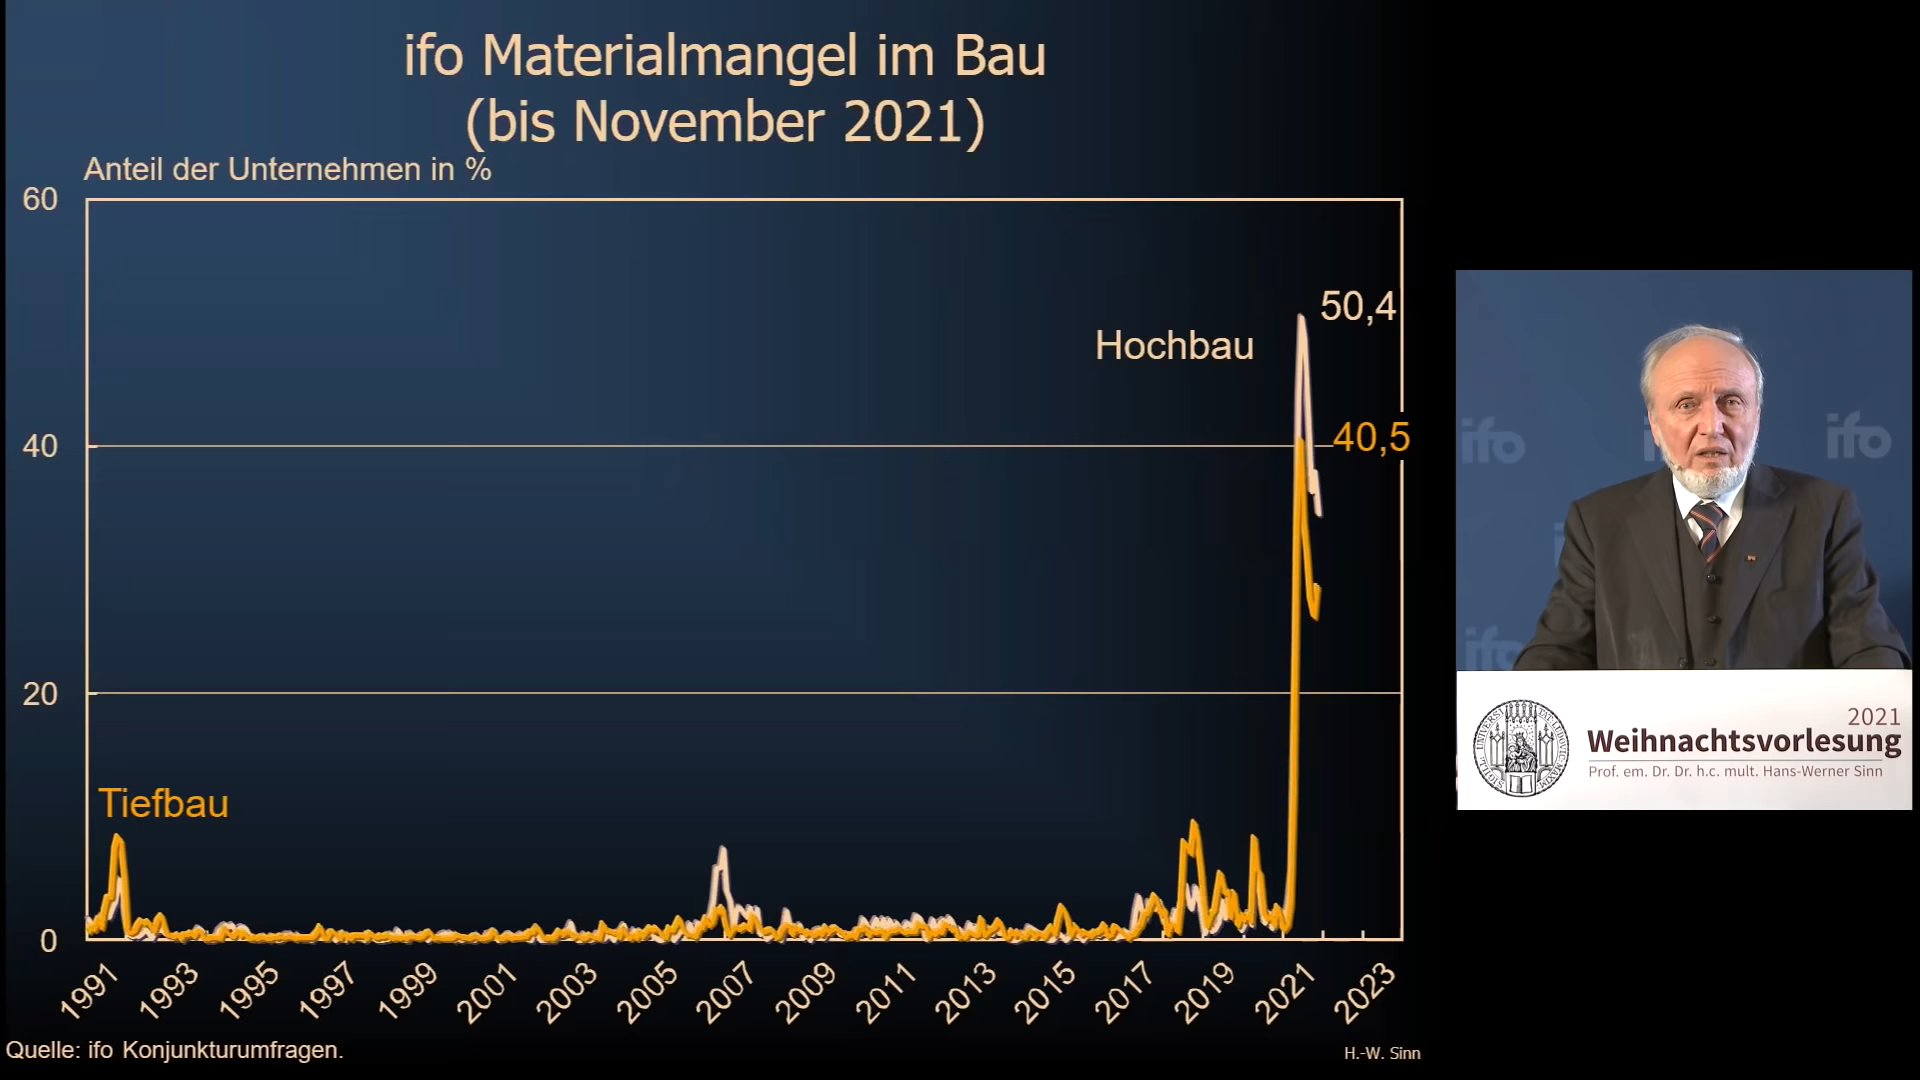 ifo Materialmangel im Bau
(bis November 2021)
Anteil der Unternehmen in %
60
50,4
Hochbau
40
40,5
20
Tiefbau
0
1991
1993
1995
1997
1999
2001
2003
2005
2007
2009
2011
2013
2015
2017
2019
2021
2023
Quelle: ifo Konjunkturumfragen.
H.-W. Sinn
ifo
ifo
ifo
2021
Weihnachtsvorlesung
Prof. em. Dr. Dr. h.c. mult. Hans-Werner Sinn